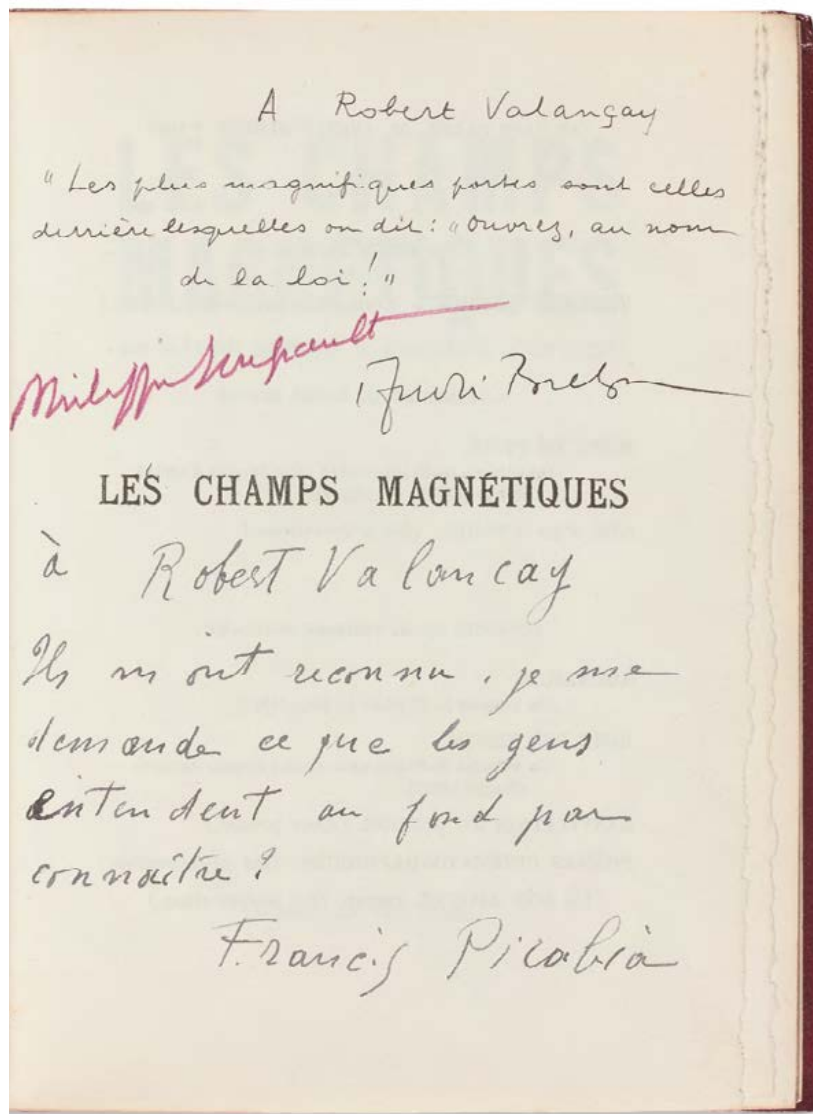 A Robert Valançay
"Les plus magnifiques portes sont celles
derrière lesquelles on dit : "Ouvrez, au nom
de la loi!"
Philippe Soupault
André Breton
LES CHAMPS MAGNÉTIQUES
à Robert Valancay
Ils m ont reconnu. je me
demande ce que les gens
entendent au fond par
connaître?
Francis Picabia